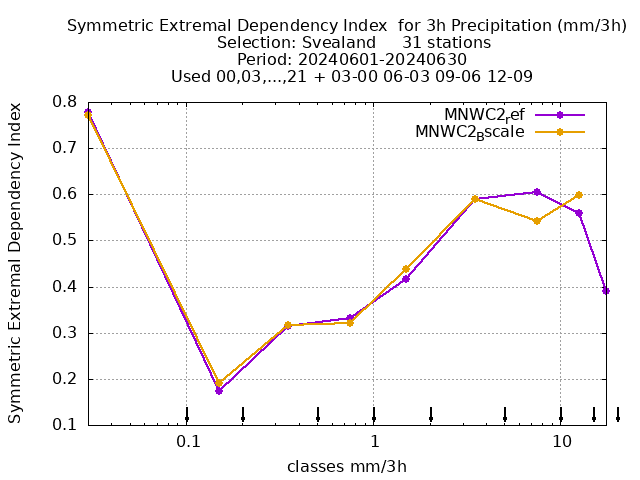 Symmetric Extremal Dependency Index  for 3h Precipitation (mm/3h)
Selection: Svealand     31 stations
Period: 20240601-20240630
Used 00,03,...,21 + 03-00 06-03 09-06 12-09
Symmetric Extremal Dependency Index
0.8
0.7
0.6
0.5
0.4
0.3
0.2
0.1
MNWC2ref
MNWC2Bscale
0.1 1 10
classes mm/3h